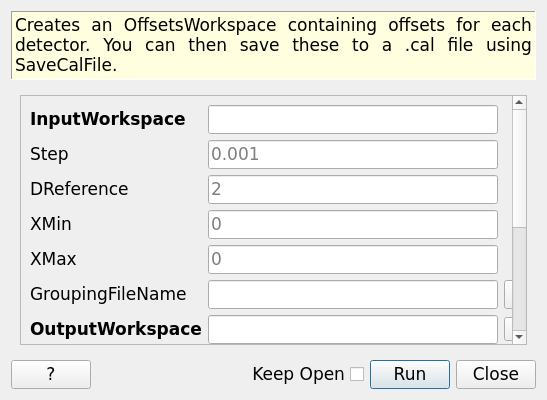 Creates an OffsetsWorkspace containing offsets for each
detector. You can then save these to a .cal file using
SaveCalFile.
InputWorkspace
Step 0.001
DReference 2
XMin 0
XMax 0
GroupingFileName
OutputWorkspace
? Keep Open Run Close